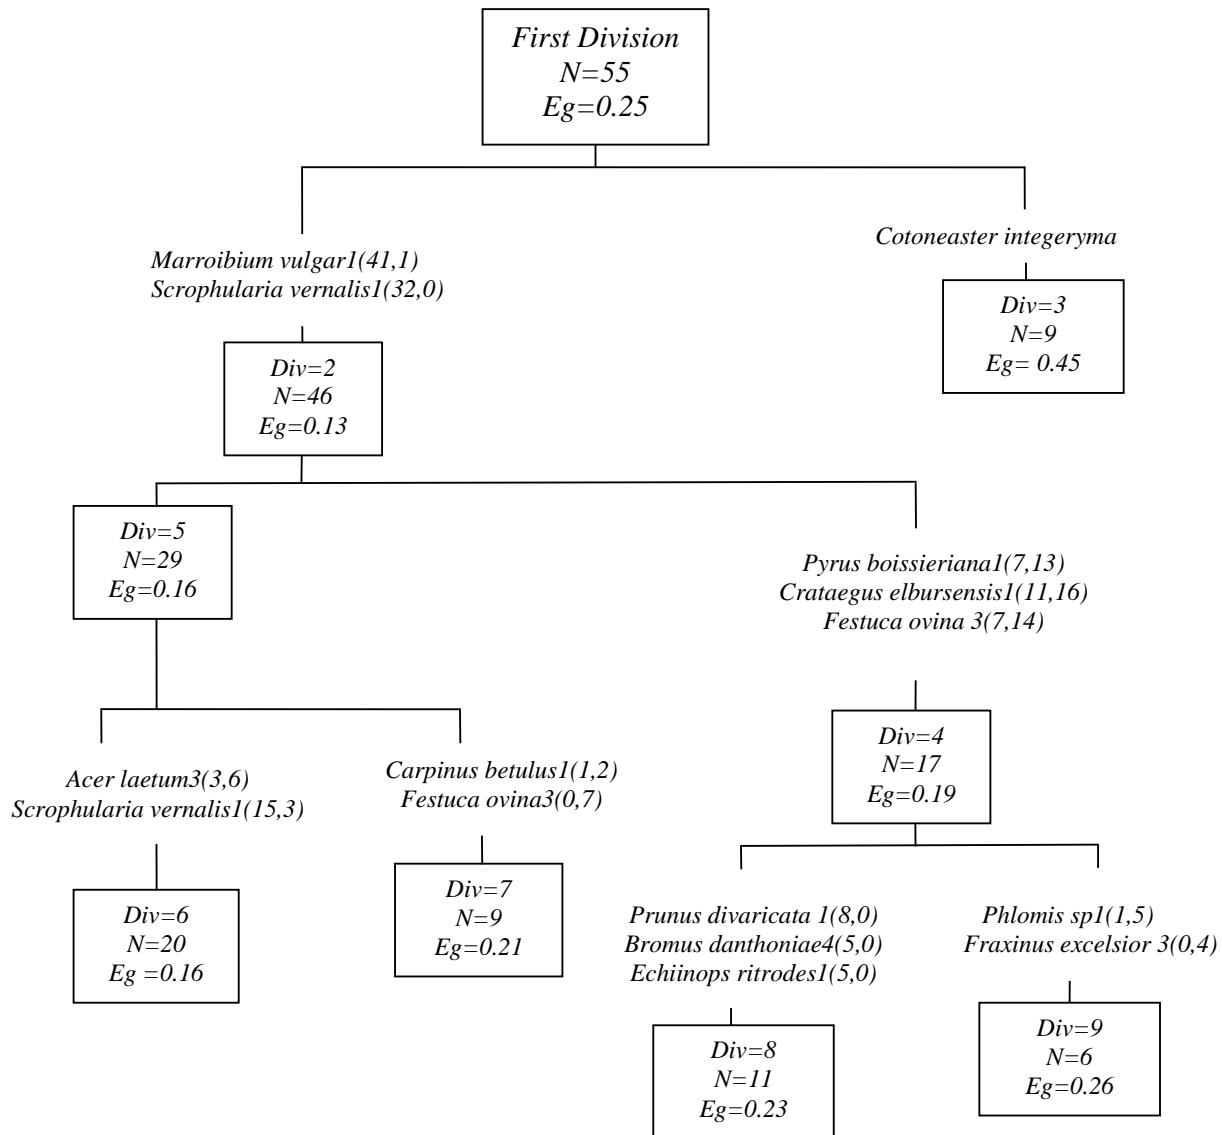 First Division
N=55
Eg=0.25
Marroibium vulgar1(41,1)
Scrophularia vernalis1(32,0)
Cotoneaster integeryma
Div=3
N=9
Eg= 0.45
Div=2
N=46
Eg=0.13
Div=5
N=29
Eg=0.16
Pyrus boissieriana1(7,13)
Crataegus elbursensis1(11,16)
Festuca ovina 3(7,14)
Acer laetum3(3,6)
Scrophularia vernalis1(15,3)
Carpinus betulus1(1,2)
Festuca ovina3(0,7)
Div=4
N=17
Eg=0.19
Div=6
N=20
Eg =0.16
Div=7
N=9
Eg=0.21
Prunus divaricata 1(8,0)
Bromus danthoniae4(5,0)
Echiinops ritrodes1(5,0)
Phlomis sp1(1,5)
Fraxinus excelsior 3(0,4)
Div=8
N=11
Eg=0.23
Div=9
N=6
Eg=0.26